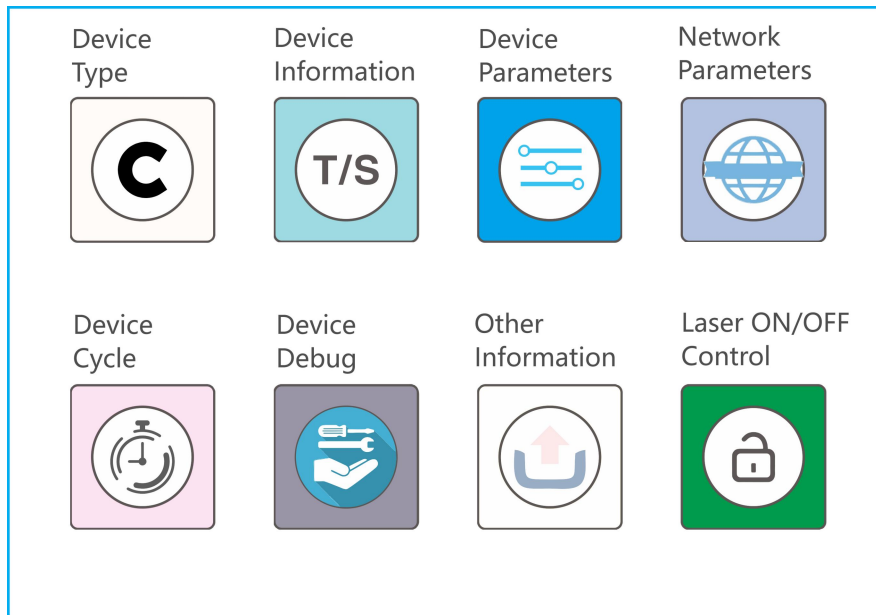 Device
Type
Device
Information
Device
Parameters
Network
Parameters
C
T/S
Device
Cycle
Device
Debug
Other
Information
Laser ON/OFF
Control